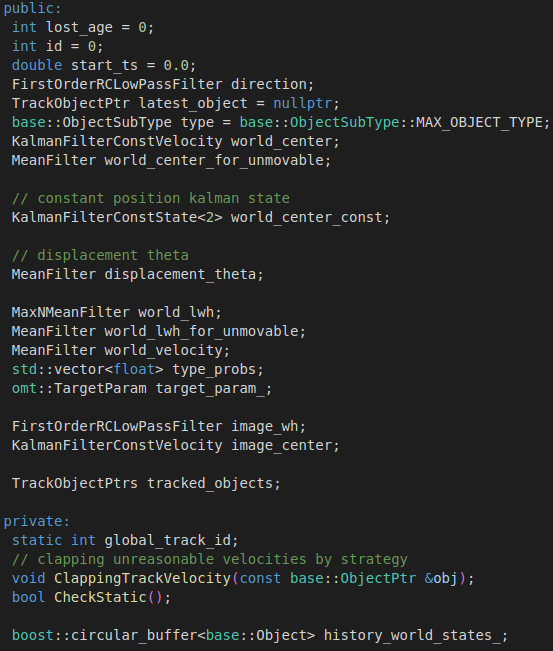 public:
int lost_age = 0;
int id = 0;
double start_ts = 0.0;
FirstOrderRCLowPassFilter direction;
TrackObjectPtr latest_object = nullptr;
base::ObjectSubType type = base::ObjectSubType::MAX_OBJECT_TYPE;
KalmanFilterConstVelocity world_center;
MeanFilter world_center_for_unmovable;
// constant position kalman state
KalmanFilterConstState<2> world_center_const;
// displacement theta
MeanFilter displacement_theta;
MaxNMeanFilter world_lwh;
MeanFilter world_lwh_for_unmovable;
MeanFilter world_velocity;
std::vector<float> type_probs;
omt::TargetParam target_param_;
FirstOrderRCLowPassFilter image_wh;
KalmanFilterConstVelocity image_center;
TrackObjectPtrs tracked_objects;
private:
static int global_track_id;
// clapping unreasonable velocities by strategy
void ClappingTrackVelocity(const base::ObjectPtr &obj);
bool CheckStatic();
boost::circular_buffer<base::Object> history_world_states_;